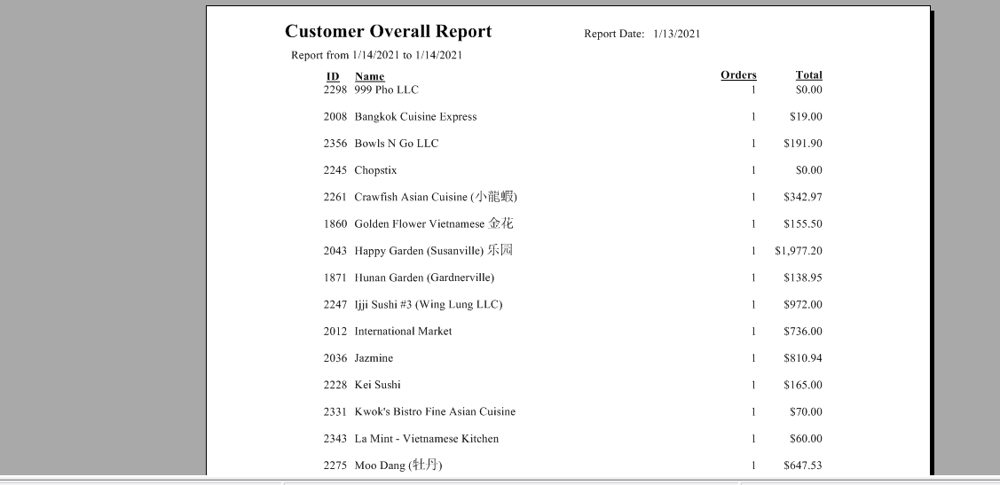 Customer Overall Report Report Date: 1/13/2021
Report from 1/14/2021 to 1/14/2021
ID Name Orders Total
2298 999 Pho LLC 1 $0.00
2008 Bangkok Cuisine Express 1 $19.00
2356 Bowls N Go LLC 1 $191.90
2245 Chopstix 1 $0.00
2261 Crawfish Asian Cuisine (小龍蝦) 1 $342.97
1860 Golden Flower Vietnamese 金花 1 $155.50
2043 Happy Garden (Susanville) 乐园 1 $1,977.20
1871 Hunan Garden (Gardnerville) 1 $138.95
2247 Ijji Sushi #3 (Wing Lung LLC) 1 $972.00
2012 International Market 1 $736.00
2036 Jazmine 1 $810.94
2228 Kei Sushi 1 $165.00
2331 Kwok's Bistro Fine Asian Cuisine 1 $70.00
2343 La Mint - Vietnamese Kitchen 1 $60.00
2275 Moo Dang (牡丹) 1 $647.53